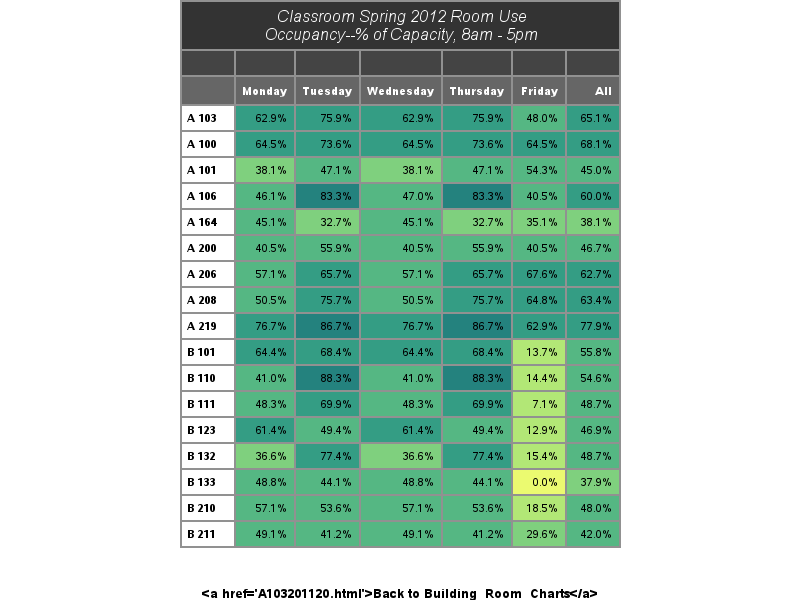 Classroom Spring 2012 Room Use
Occupancy--% of Capacity, 8am - 5pm
Monday Tuesday Wednesday Thursday Friday All
A 103 62.9% 75.9% 62.9% 75.9% 48.0% 65.1%
A 100 64.5% 73.6% 64.5% 73.6% 64.5% 68.1%
A 101 38.1% 47.1% 38.1% 47.1% 54.3% 45.0%
A 106 46.1% 83.3% 47.0% 83.3% 40.5% 60.0%
A 164 45.1% 32.7% 45.1% 32.7% 35.1% 38.1%
A 200 40.5% 55.9% 40.5% 55.9% 40.5% 46.7%
A 206 57.1% 65.7% 57.1% 65.7% 67.6% 62.7%
A 208 50.5% 75.7% 50.5% 75.7% 64.8% 63.4%
A 219 76.7% 86.7% 76.7% 86.7% 62.9% 77.9%
B 101 64.4% 68.4% 64.4% 68.4% 13.7% 55.8%
B 110 41.0% 88.3% 41.0% 88.3% 14.4% 54.6%
B 111 48.3% 69.9% 48.3% 69.9% 7.1% 48.7%
B 123 61.4% 49.4% 61.4% 49.4% 12.9% 46.9%
B 132 36.6% 77.4% 36.6% 77.4% 15.4% 48.7%
B 133 48.8% 44.1% 48.8% 44.1% 0.0% 37.9%
B 210 57.1% 53.6% 57.1% 53.6% 18.5% 48.0%
B 211 49.1% 41.2% 49.1% 41.2% 29.6% 42.0%
<a href='A103201120.html'>Back to Building_Room_Charts</a>